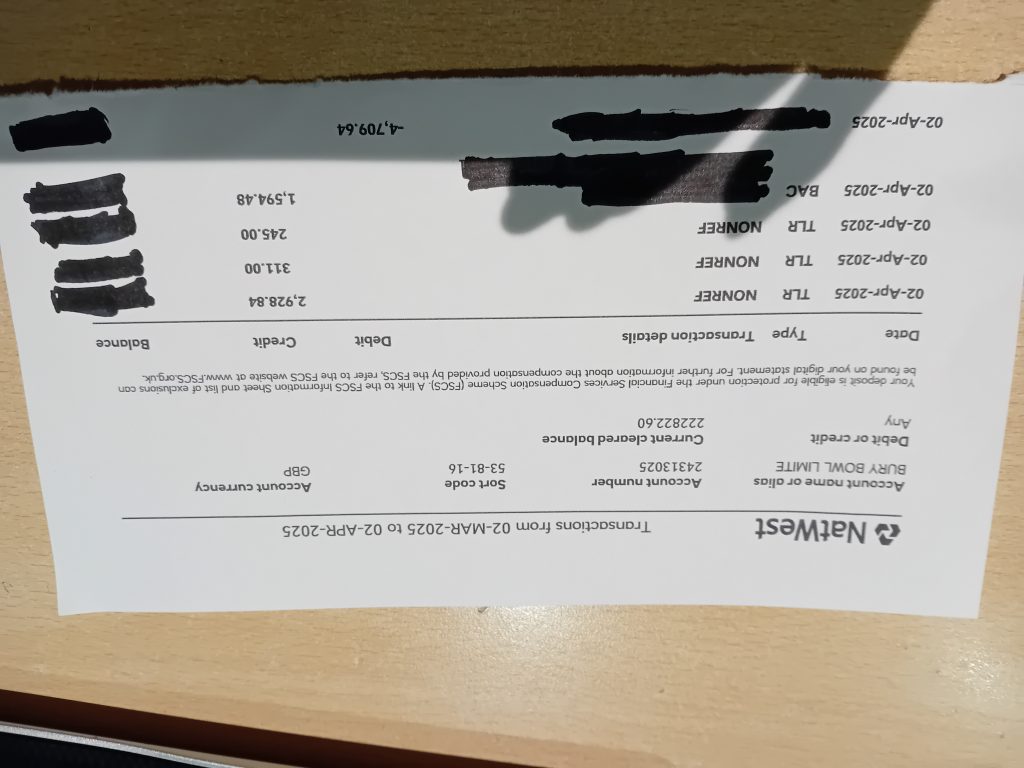 NatWest Transactions from 02-MAR-2025 to 02-APR-2025
Account name or alias Account number Sort code Account currency
BURY BOWL LIMITE 24313025 53-81-16 GBP
Debit or credit Current cleared balance
Any 222822.60
Your deposit is eligible for protection under the Financial Services Compensation Scheme (FSCS). A link to the FSCS Information Sheet and list of exclusions can
be found on your digital statement. For further information about the compensation provided by the FSCS, refer to the FSCS website at www.FSCS.org.uk.
Date Type Transaction details Debit Credit Balance
02-Apr-2025 TLR NONREF 2,928.84
02-Apr-2025 TLR NONREF 311.00
02-Apr-2025 TLR NONREF 245.00
02-Apr-2025 BAC 1,594.48
02-Apr-2025 -4,709.64